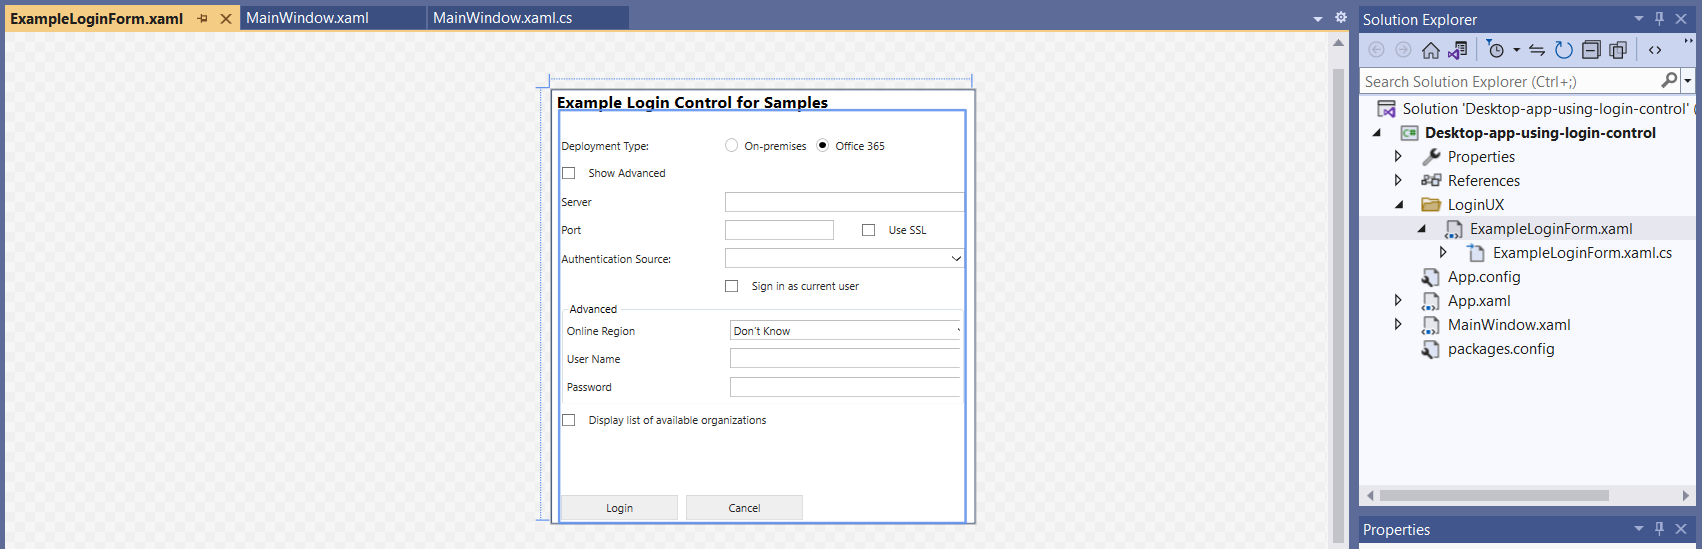 ExampleLoginForm.xaml
MainWindow.xaml
MainWindow.xaml.cs
Example Login Control for Samples
Deployment Type:
On-premises
Office 365
Show Advanced
Server
Port
Use SSL
Authentication Source:
Sign in as current user
Advanced
Online Region
Don't Know
User Name
Password
Display list of available organizations
Login
Cancel
Solution Explorer
Search Solution Explorer (Ctrl+;)
Solution 'Desktop-app-using-login-control' (
Desktop-app-using-login-control
Properties
References
LoginUX
ExampleLoginForm.xaml
ExampleLoginForm.xaml.cs
App.config
App.xaml
MainWindow.xaml
packages.config
Properties